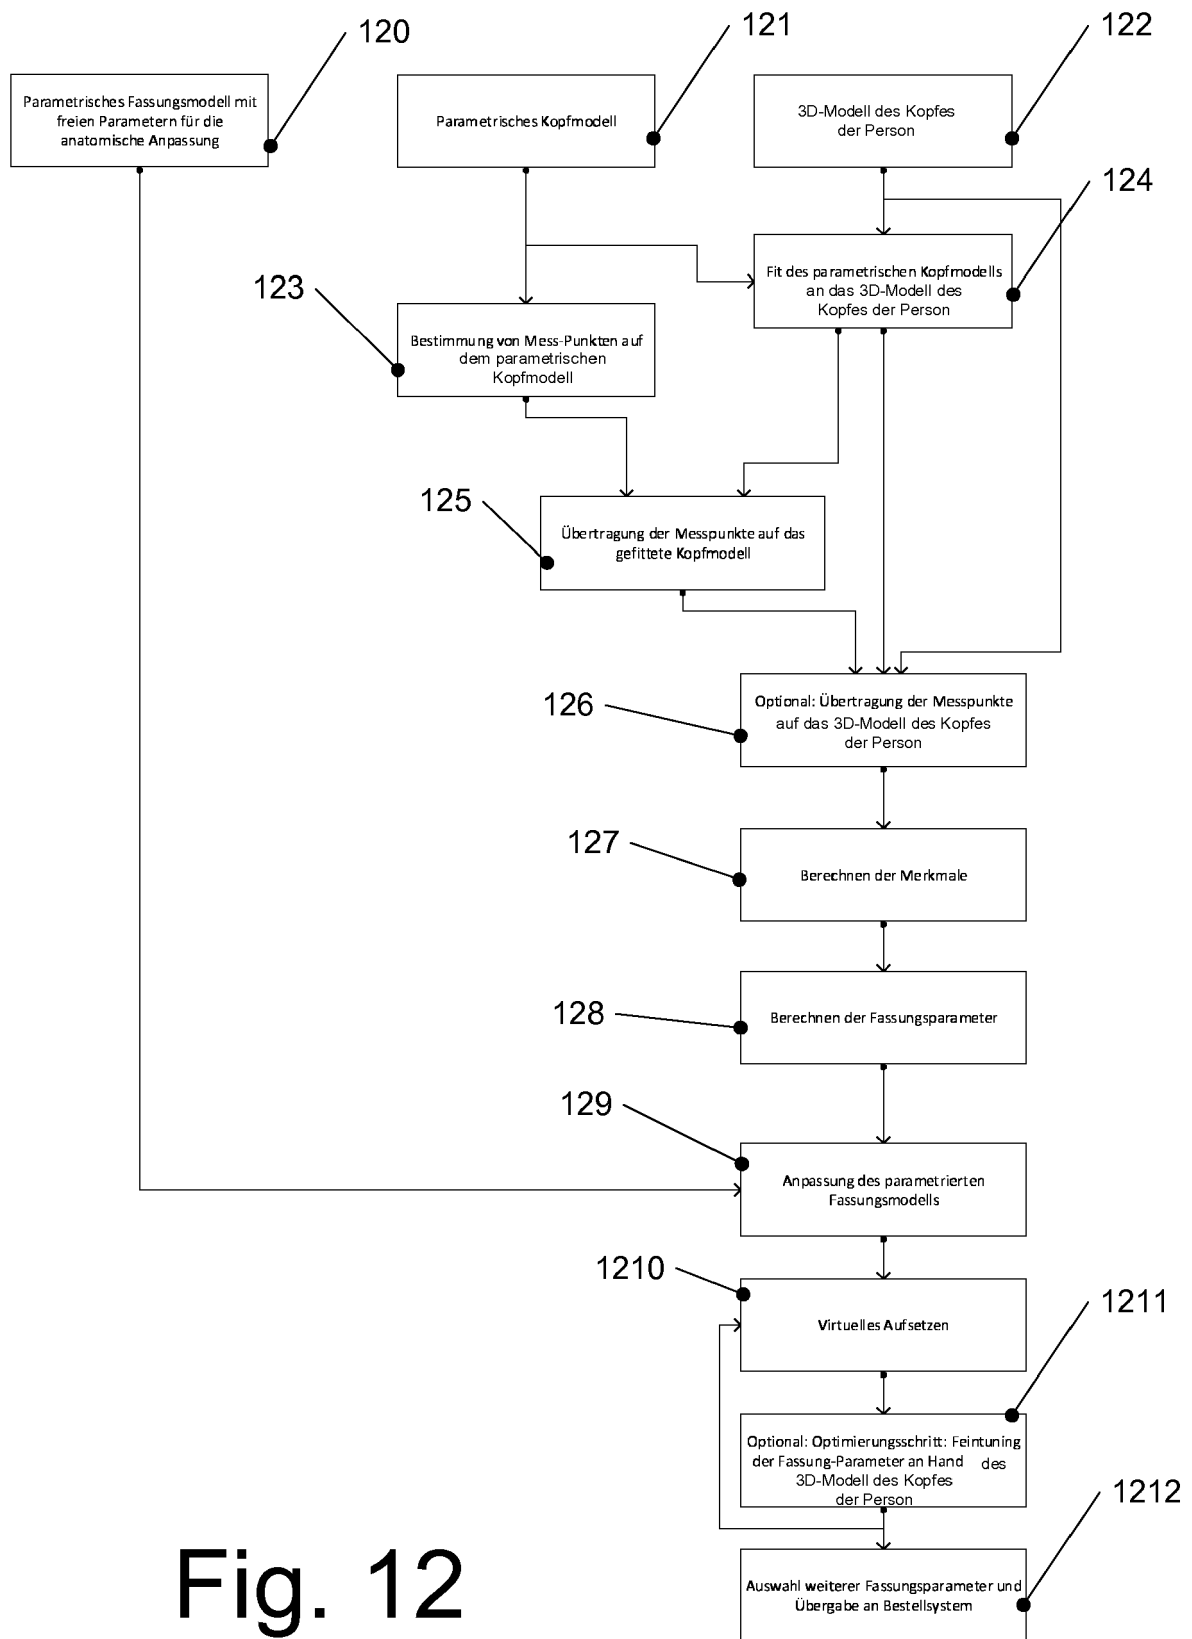 120
121
122
Parametrisches Fassungsmodell mit
freien Parametern für die
anatomische Anpassung
Parametrisches Kopfmodell
3D-Modell des Kopfes
der Person
124
Fit des parametrischen Kopfmodells
an das 3D-Modell des
Kopfes der Person
123
Bestimmung von Mess-Punkten auf
dem parametrischen
Kopfmodell
125
Übertragung der Messpunkte auf das
gefittete Kopfmodell
126
Optional: Übertragung der Messpunkte
auf das 3D-Modell des Kopfes
der Person
127
Berechnen der Merkmale
128
Berechnen der Fassungsparameter
129
Anpassung des parametrierten
Fassungsmodells
1210
Virtuelles Aufsetzen
1211
Optional: Optimierungsschritt: Feintuning
der Fassung-Parameter an Hand des
3D-Modell des Kopfes
der Person
1212
Auswahl weiterer Fassungsparameter und
Übergabe an Bestellsystem
Fig. 12